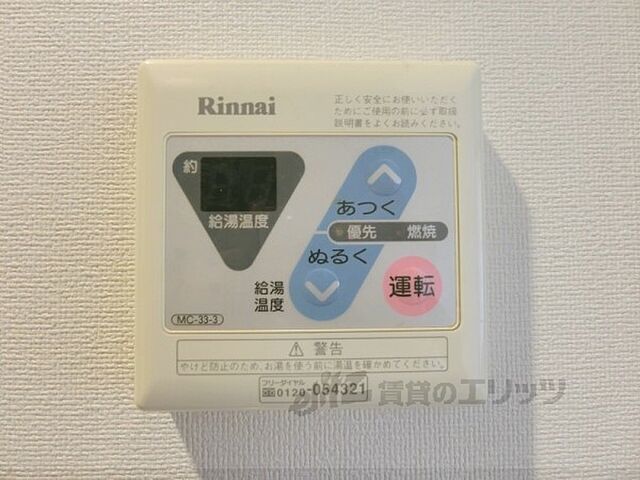 Rinnai
正しく安全にお使いいただく
ためにご使用の前に必ず取扱
説明書をよくお読みください。
約
給湯温度
あつく
優先 燃焼
ぬるく
給湯
温度
運転
MC-33-3
警告
やけど防止のため、お湯を使う前に湯温を確かめてください。
フリーダイヤル
0120-054321
賃貸のエリッツ